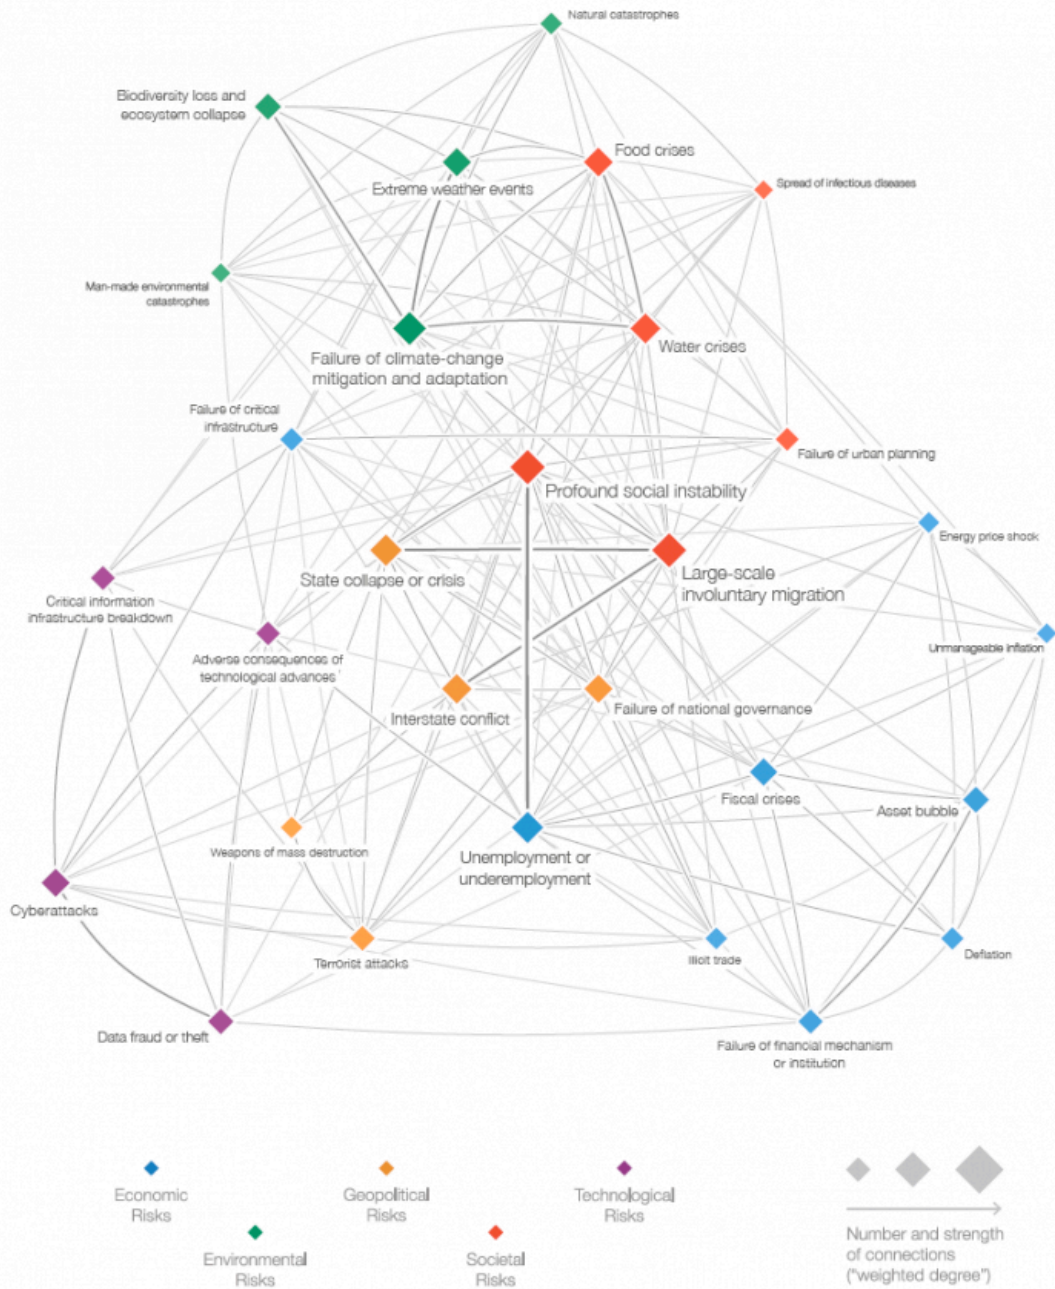 Natural catastrophes
Biodiversity loss and
ecosystem collapse
Food crises
Extreme weather events
Spread of infectious diseases
Man-made environmental
catastrophes
Water crises
Failure of climate-change
mitigation and adaptation
Failure of critical
infrastructure
Failure of urban planning
Profound social instability
Energy price shock
State collapse or crisis
Large-scale
involuntary migration
Critical information
infrastructure breakdown
Unmanageable inflation
Adverse consequences of
technological advances
Interstate conflict
Failure of national governance
Fiscal crises
Asset bubble
Weapons of mass destruction
Unemployment or
underemployment
Cyberattacks
Terrorist attacks
Illicit trade
Deflation
Data fraud or theft
Failure of financial mechanism
or institution
Economic
Risks
Geopolitical
Risks
Technological
Risks
Environmental
Risks
Societal
Risks
Number and strength
of connections
("weighted degree")